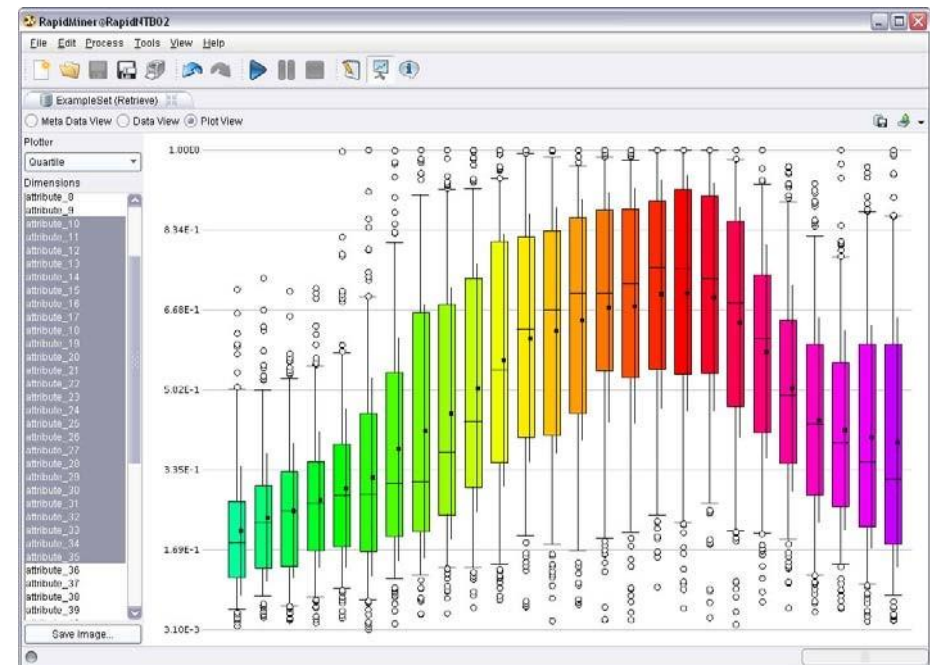 RapidMiner@RapidNTB02
File Edit Process Tools View Help
ExampleSet (Retrieve)
Meta Data View Data View Plot View
Plotter
Quartile
Dimensions
attribute_8
attribute_9
attribute_10
attribute_11
attribute_12
attribute_13
attribute_14
attribute_15
attribute_16
attribute_17
attribute_18
attribute_19
attribute_20
attribute_21
attribute_22
attribute_23
attribute_24
attribute_25
attribute_26
attribute_27
attribute_28
attribute_29
attribute_30
attribute_31
attribute_32
attribute_33
attribute_34
attribute_35
attribute_36
attribute_37
attribute_38
attribute_39
Save Image...
1.00E0
8.34E-1
6.68E-1
5.02E-1
3.35E-1
1.69E-1
3.10E-3